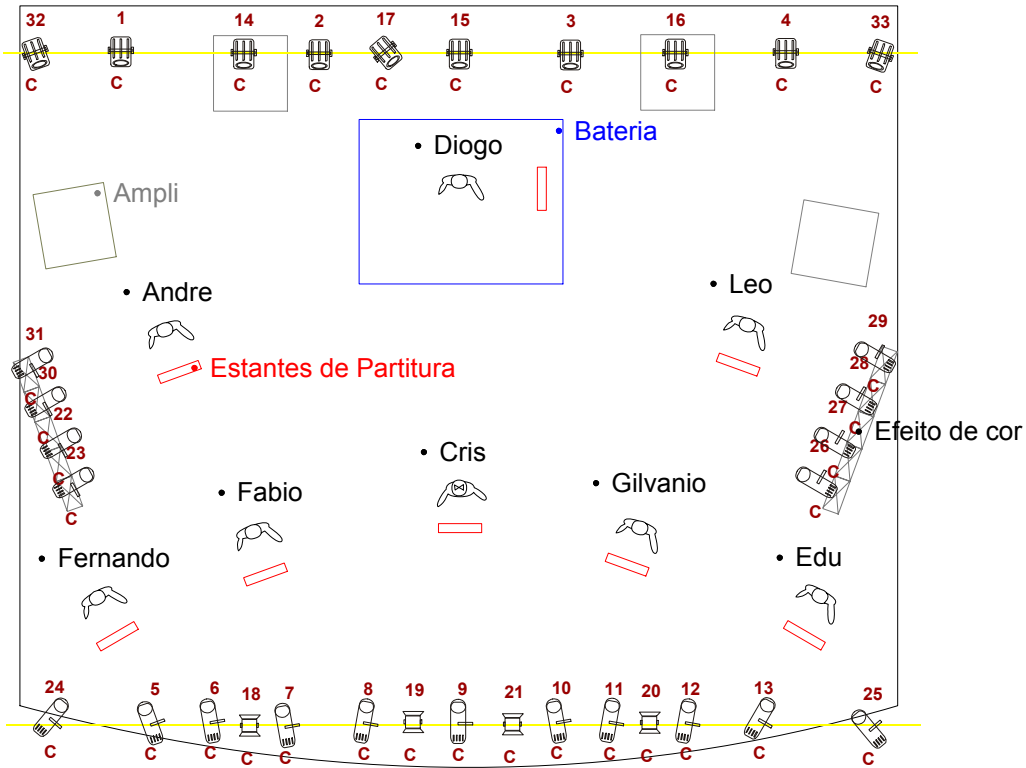 32 1 14 2 17 15 3 16 4 33
C C C C C C C C C C
Bateria
Diogo
Ampli
Andre
Leo
31
29
28
Estantes de Partitura
30
C
C
22
27
C
C
Efeito de cor
23
26
Cris
C
C
C
Gilvanio
Fabio
C
C
Fernando
Edu
24 5 6 18 7 8 19 9 21 10 11 20 12 13 25
C C C C C C C C C C C C C C C